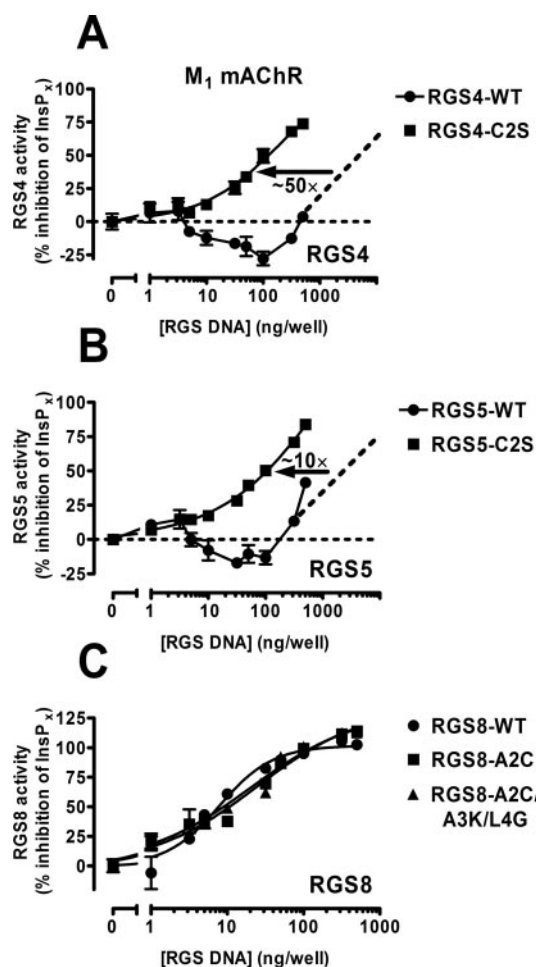 A
M₁ mAChR
RGS4 activity
(% inhibition of InsPₓ)
100
75
50
25
0
-25
~50×
RGS4
RGS4-WT
RGS4-C2S
0 1 10 100 1000
[RGS DNA] (ng/well)
B
RGS5 activity
(% inhibition of InsPₓ)
100
75
50
25
0
-25
~10×
RGS5
RGS5-WT
RGS5-C2S
0 1 10 100 1000
[RGS DNA] (ng/well)
C
RGS8 activity
(% inhibition of InsPₓ)
125
100
75
50
25
0
RGS8
RGS8-WT
RGS8-A2C
RGS8-A2C/
A3K/L4G
0 1 10 100 1000
[RGS DNA] (ng/well)